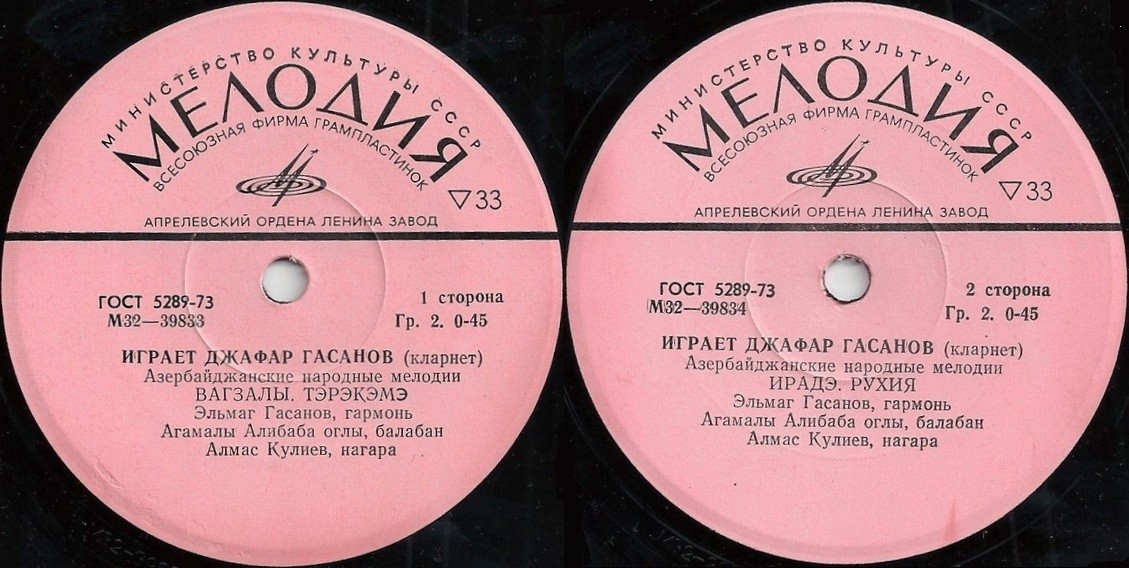 МИНИСТЕРСТВО КУЛЬТУРЫ СССР
МЕЛОДИЯ
ВСЕСОЮЗНАЯ ФИРМА ГРАМПЛАСТИНОК
▽33
АПРЕЛЕВСКИЙ ОРДЕНА ЛЕНИНА ЗАВОД
ГОСТ 5289-73
М32—39833
1 сторона
Гр. 2. 0-45
ИГРАЕТ ДЖАФАР ГАСАНОВ (кларнет)
Азербайджанские народные мелодии
ВАГЗАЛЫ. ТЭРЭКЭМЭ
Эльмаг Гасанов, гармонь
Агамалы Алибаба оглы, балабан
Алмас Кулиев, нагара
МИНИСТЕРСТВО КУЛЬТУРЫ СССР
МЕЛОДИЯ
ВСЕСОЮЗНАЯ ФИРМА ГРАМПЛАСТИНОК
▽33
АПРЕЛЕВСКИЙ ОРДЕНА ЛЕНИНА ЗАВОД
ГОСТ 5289-73
М32—39834
2 сторона
Гр. 2. 0-45
ИГРАЕТ ДЖАФАР ГАСАНОВ (кларнет)
Азербайджанские народные мелодии
ИРАДЭ. РУХИЯ
Эльмаг Гасанов, гармонь
Агамалы Алибаба оглы, балабан
Алмас Кулиев, нагара